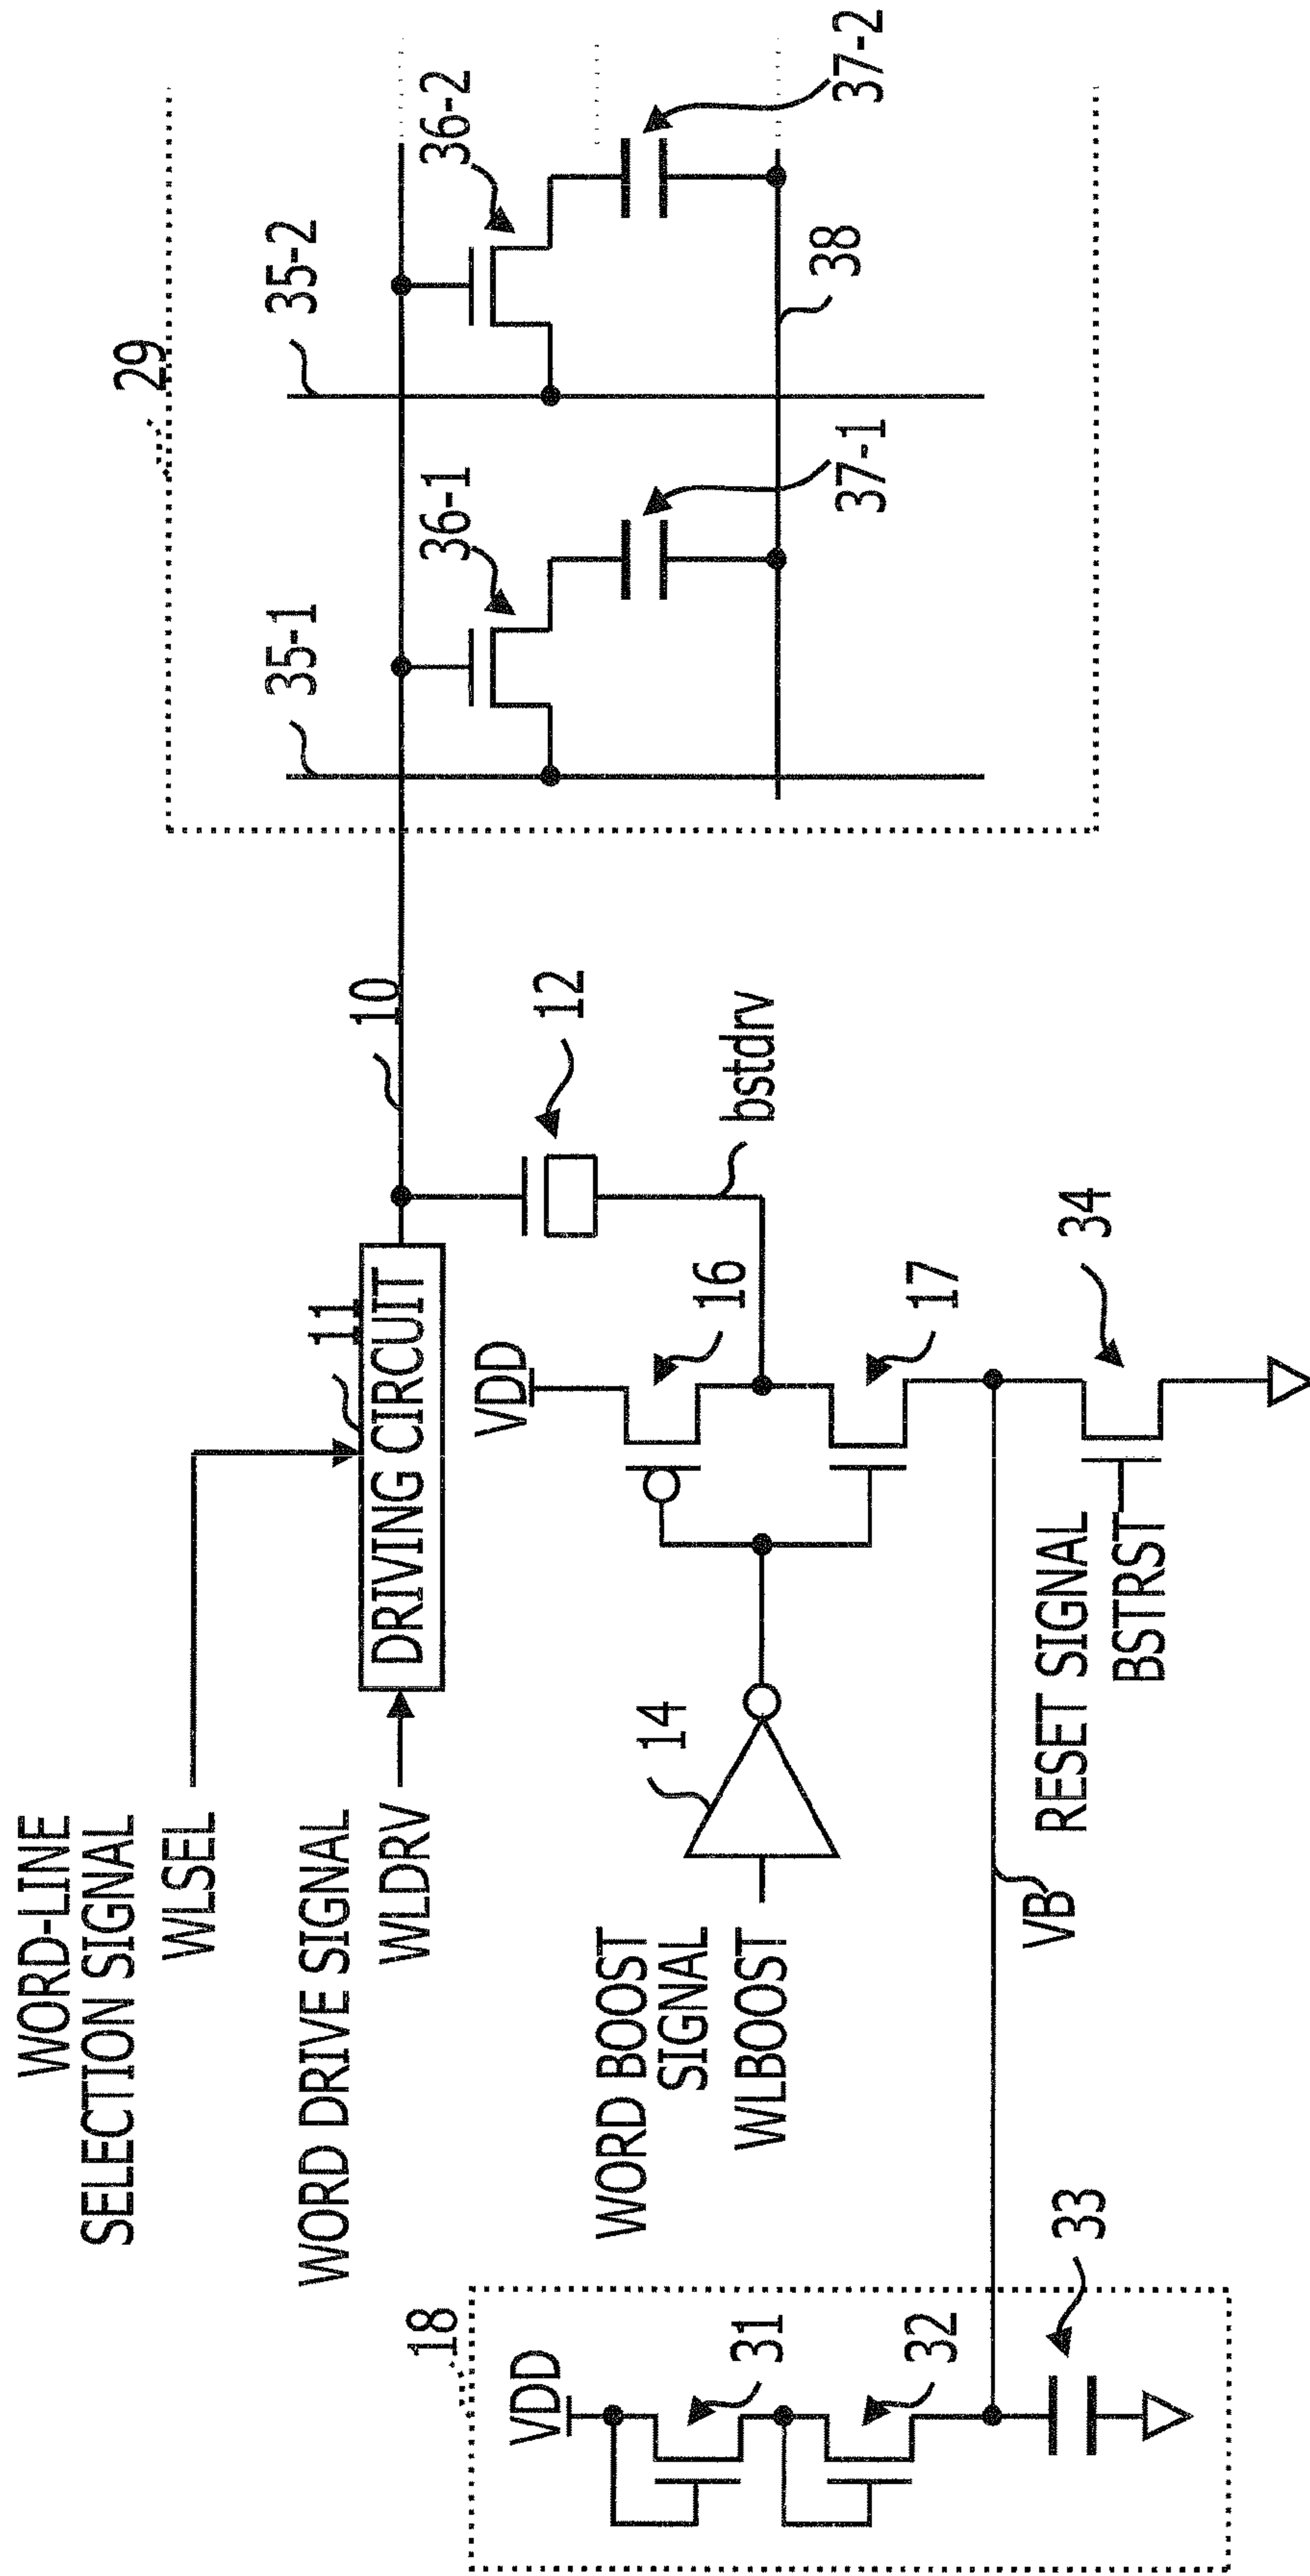 WORD-LINE
SELECTION SIGNAL
WLSEL
WORD DRIVE SIGNAL
WLDRV
11
DRIVING CIRCUIT
10
12
bstdrv
29
35-1
35-2
36-1
36-2
37-1
37-2
38
WORD BOOST
SIGNAL
WLBOOST
14
VDD
16
17
34
RESET SIGNAL
BSTRST
VB
18
VDD
31
32
33